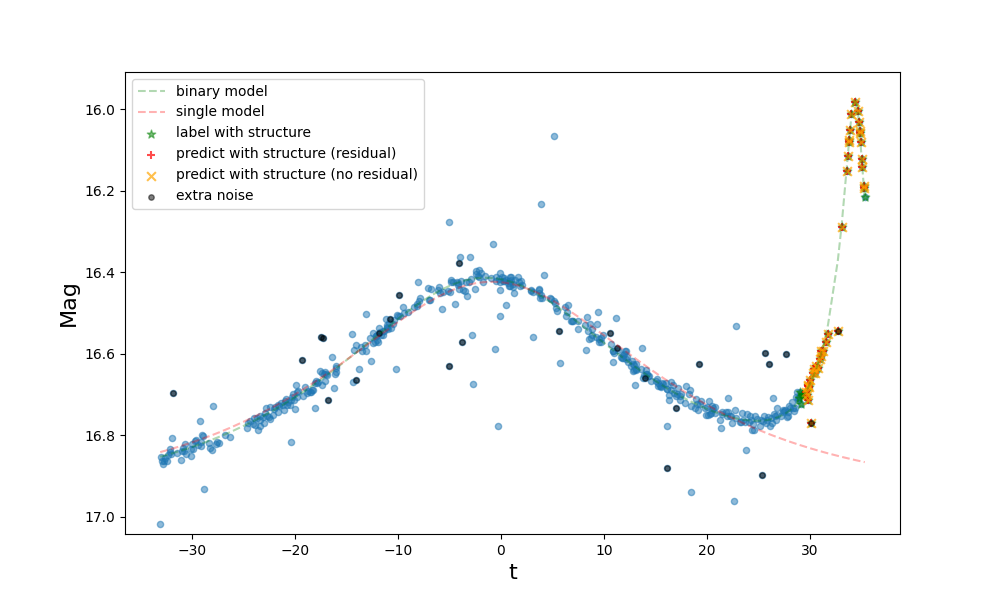 binary model
single model
label with structure
predict with structure (residual)
predict with structure (no residual)
extra noise
16.0
16.2
16.4
16.6
16.8
17.0
Mag
−30
−20
−10
0
10
20
30
t